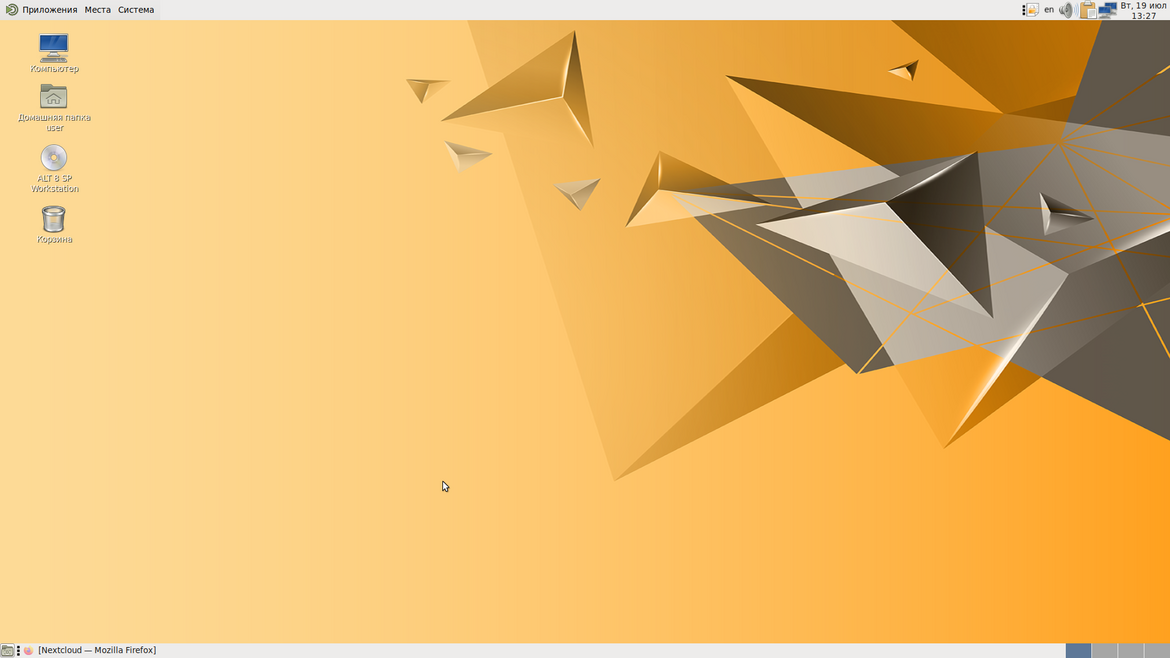 Приложения Места Система
en
Вт, 19 июл
13:27
Компьютер
Домашняя папка
user
ALT 8 SP
Workstation
Корзина
[Nextcloud — Mozilla Firefox]